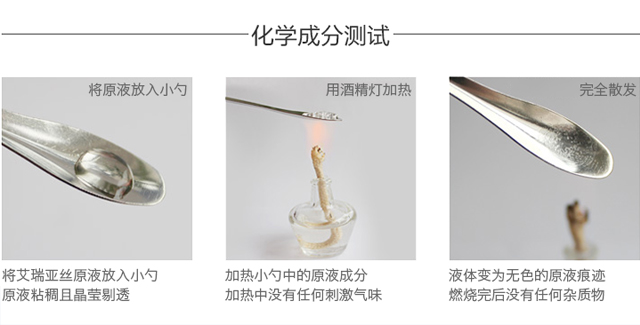 化学成分测试
将原液放入小勺
用酒精灯加热
完全散发
将艾瑞亚丝原液放入小勺
原液粘稠且晶莹剔透
加热小勺中的原液成分
加热中没有任何刺激气味
液体变为无色的原液痕迹
燃烧完后没有任何杂质物